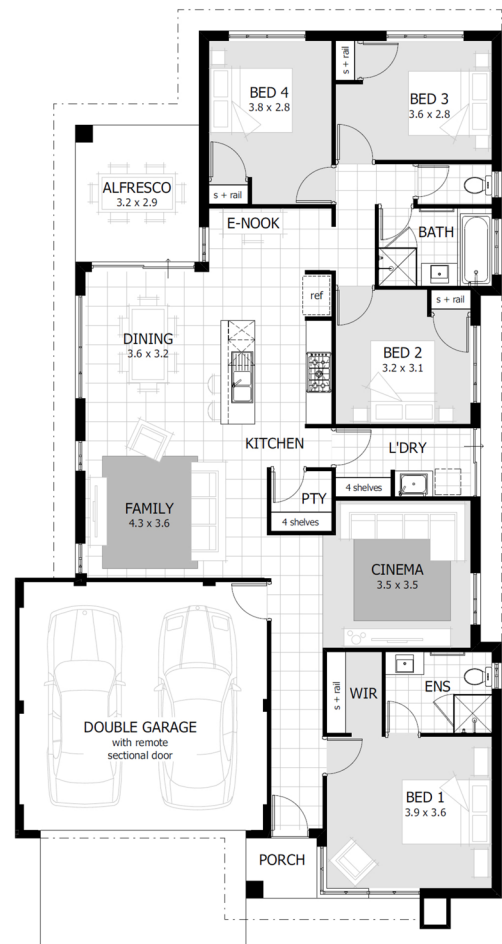 s + rail
BED 4
3.8 x 2.8
BED 3
3.6 x 2.8
ALFRESCO
3.2 x 2.9
s + rail
E-NOOK
BATH
ref
s + rail
DINING
3.6 x 3.2
BED 2
3.2 x 3.1
KITCHEN
L'DRY
4 shelves
PTY
4 shelves
FAMILY
4.3 x 3.6
CINEMA
3.5 x 3.5
s + rail
WIR
ENS
DOUBLE GARAGE
with remote
sectional door
BED 1
3.9 x 3.6
PORCH